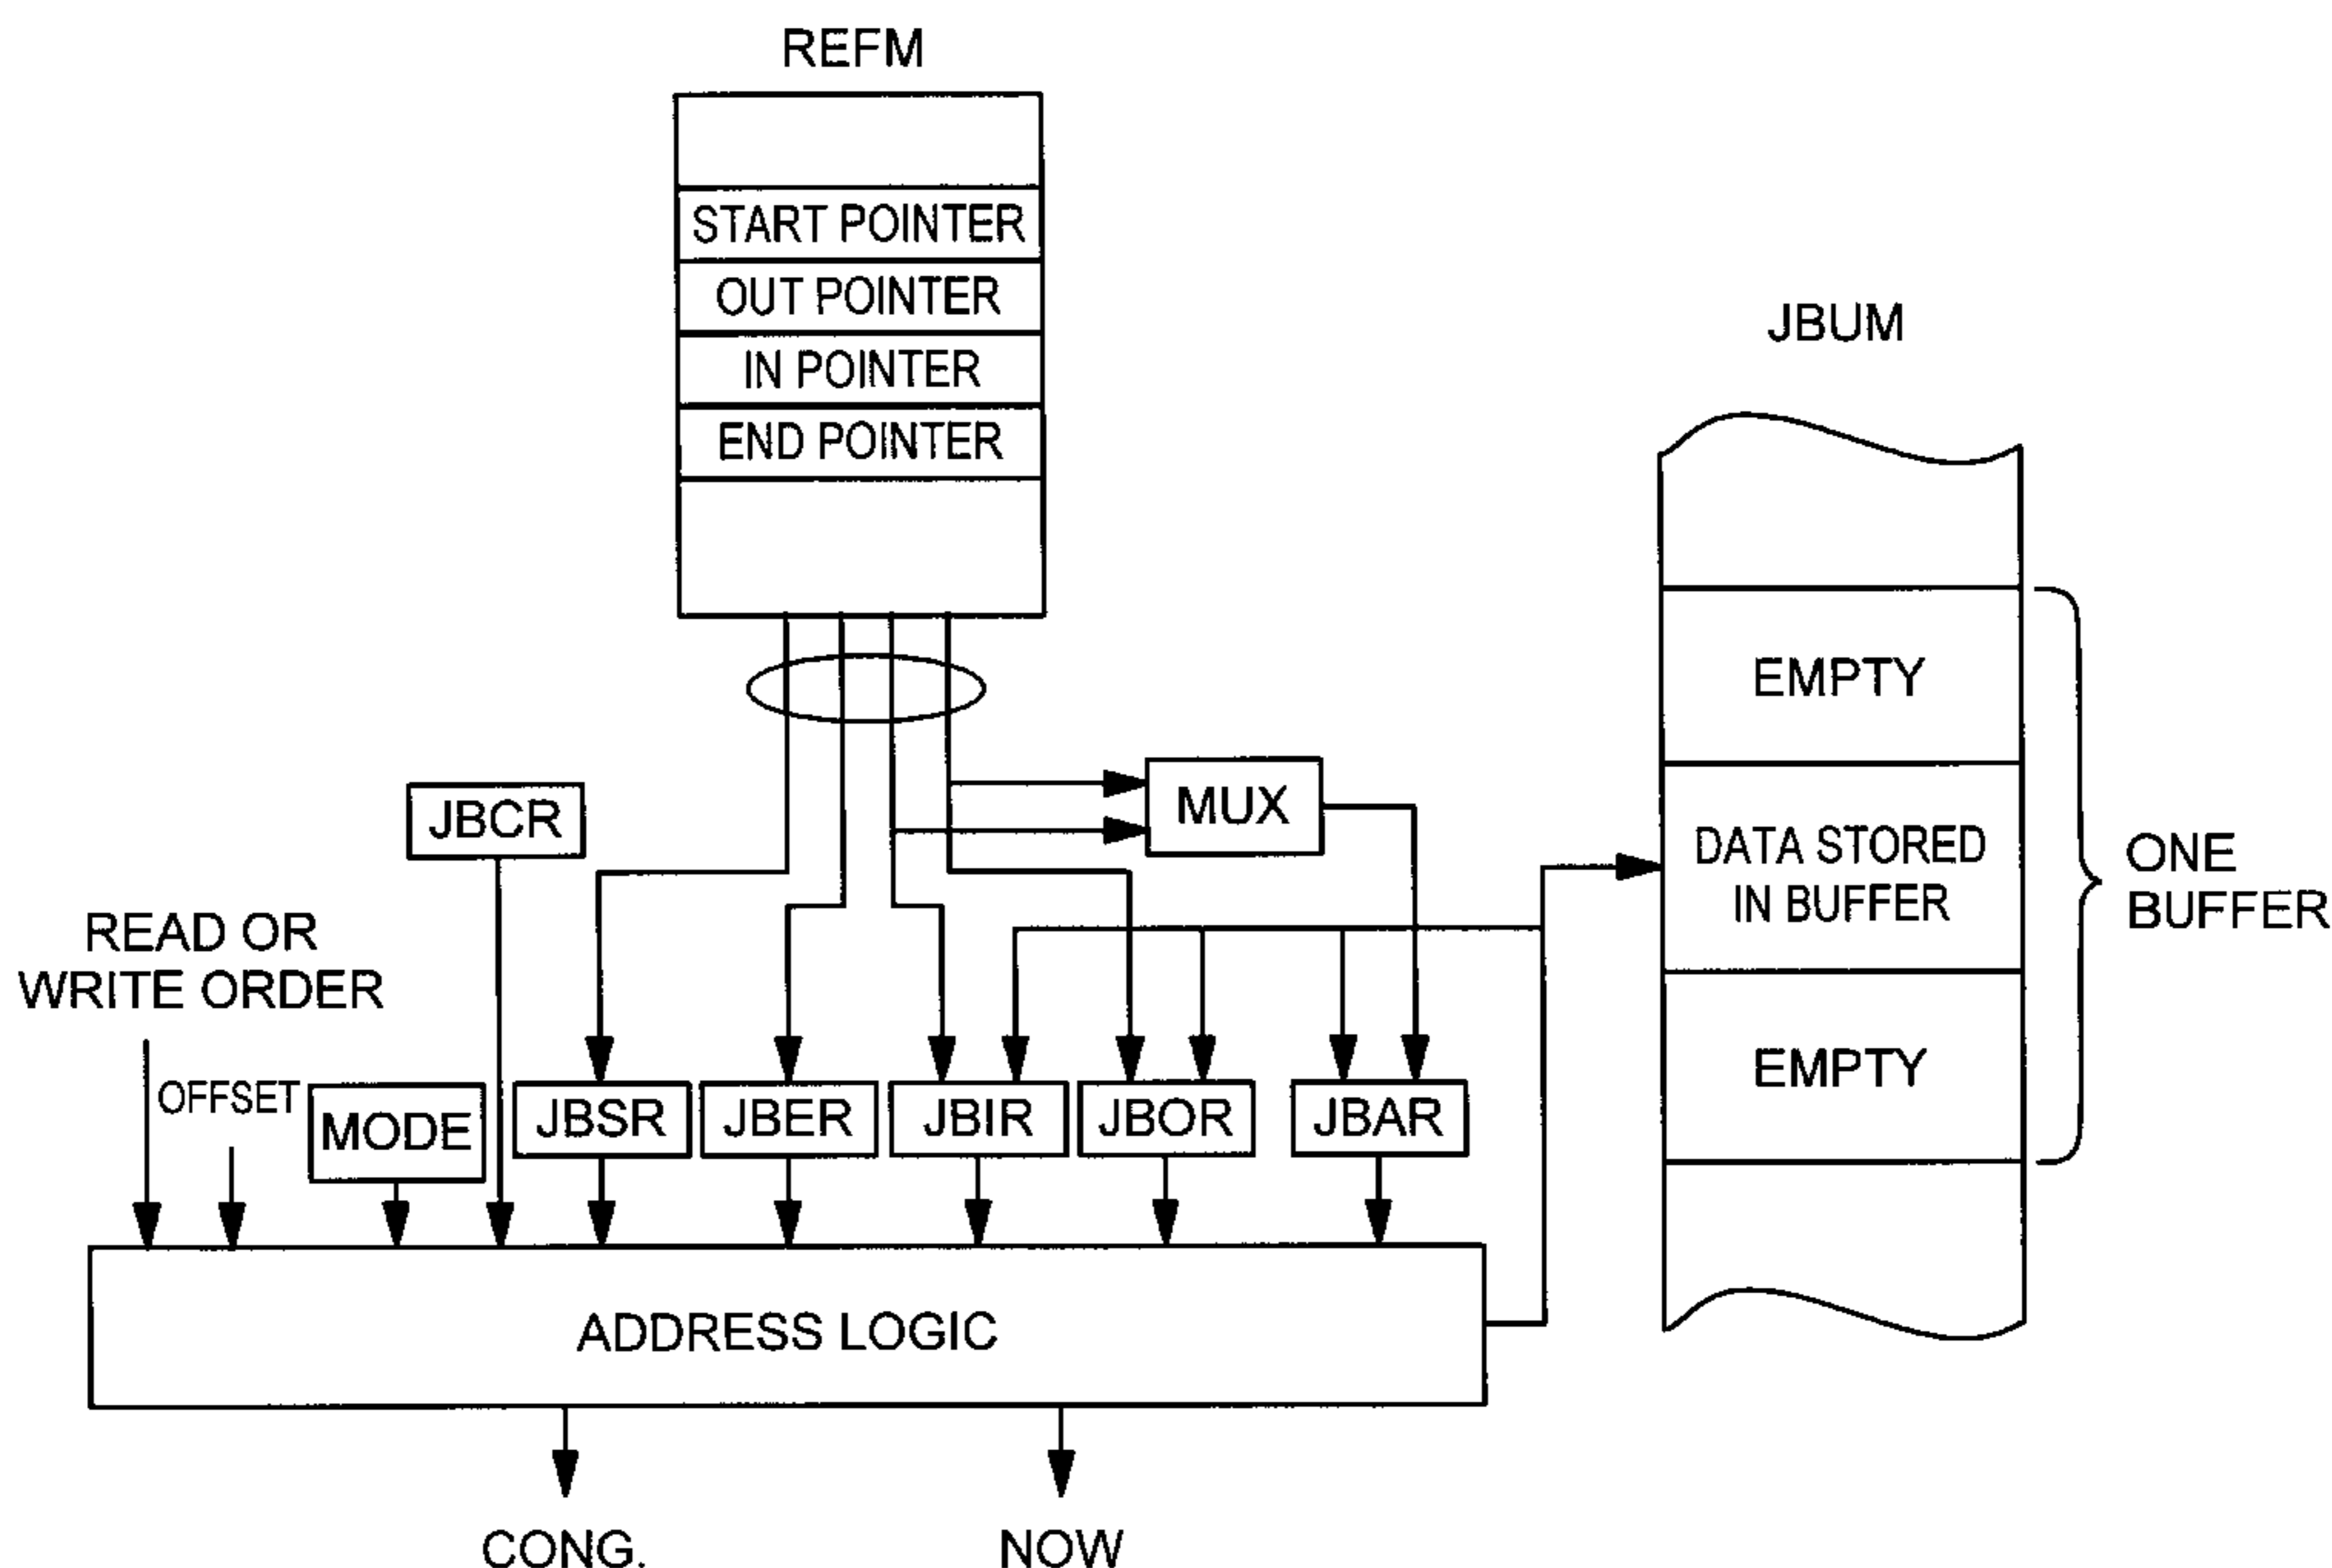 REFM
START POINTER
OUT POINTER
IN POINTER
END POINTER
JBUM
EMPTY
DATA STORED
IN BUFFER
EMPTY
ONE
BUFFER
MUX
JBCR
READ OR
WRITE ORDER
OFFSET
MODE
JBSR
JBER
JBIR
JBOR
JBAR
ADDRESS LOGIC
CONG.
NOW